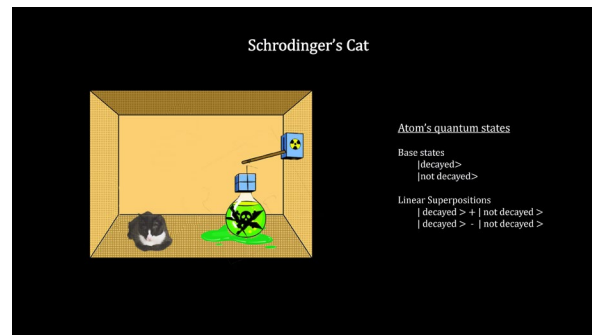 Schrodinger's Cat
Atom's quantum states
Base states
|decayed>
|not decayed>
Linear Superpositions
| decayed > + | not decayed >
| decayed > - | not decayed >